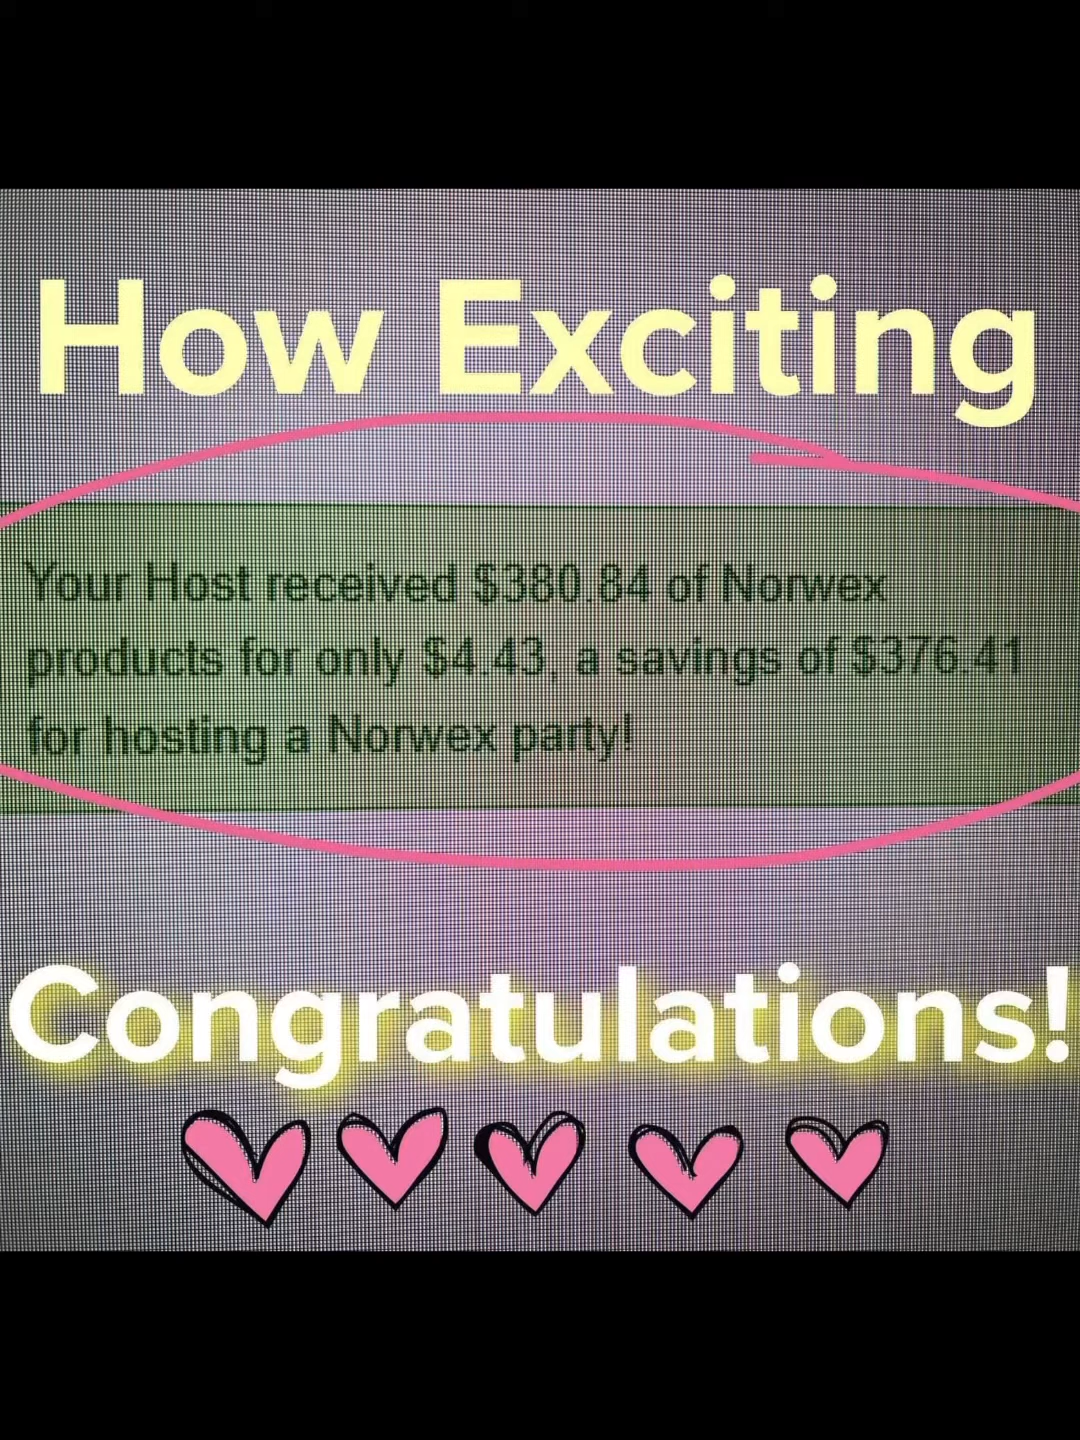 How Exciting
Your Host received $380.84 of Norwex
products for only $4.43, a savings of $376.41
for hosting a Norwex party!
Congratulations!